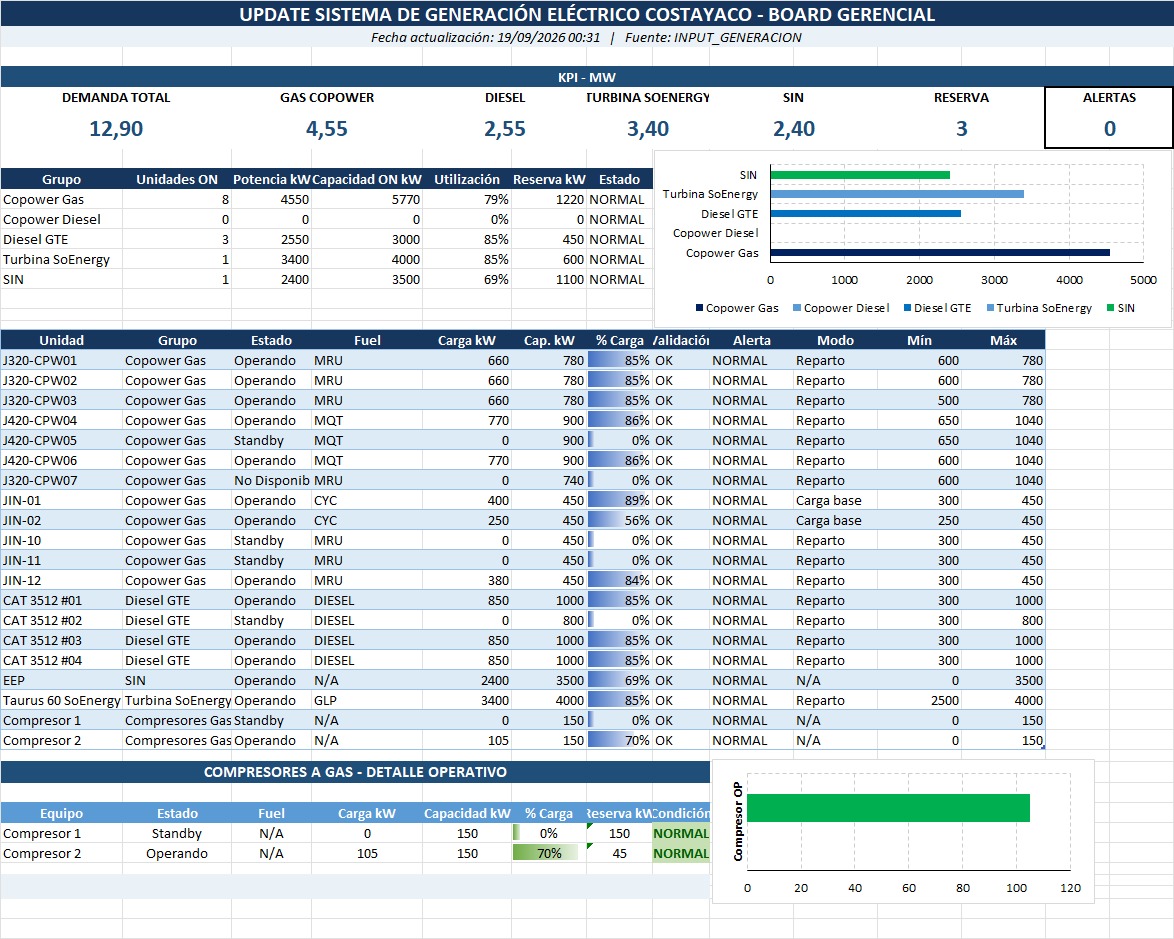 UPDATE SISTEMA DE GENERACIÓN ELÉCTRICO COSTAYACO - BOARD GERENCIAL
Fecha actualización: 19/09/2026 00:31 | Fuente: INPUT_GENERACION
KPI - MW
DEMANDA TOTAL GAS COPOWER DIESEL TURBINA SOENERGY SIN RESERVA ALERTAS
12,90 4,55 2,55 3,40 2,40 3 0
Grupo Unidades ON Potencia kW Capacidad ON kW Utilización Reserva kW Estado
Copower Gas 8 4550 5770 79% 1220 NORMAL
Copower Diesel 0 0 0 0% 0 NORMAL
Diesel GTE 3 2550 3000 85% 450 NORMAL
Turbina SoEnergy 1 3400 4000 85% 600 NORMAL
SIN 1 2400 3500 69% 1100 NORMAL
SIN
Turbina SoEnergy
Diesel GTE
Copower Diesel
Copower Gas
0 1000 2000 3000 4000 5000
Copower Gas Copower Diesel Diesel GTE Turbina SoEnergy SIN
Unidad Grupo Estado Fuel Carga kW Cap. kW % Carga Validación Alerta Modo Mín Máx
J320-CPW01 Copower Gas Operando MRU 660 780 85% OK NORMAL Reparto 600 780
J320-CPW02 Copower Gas Operando MRU 660 780 85% OK NORMAL Reparto 600 780
J320-CPW03 Copower Gas Operando MRU 660 780 85% OK NORMAL Reparto 500 780
J420-CPW04 Copower Gas Operando MQT 770 900 86% OK NORMAL Reparto 650 1040
J420-CPW05 Copower Gas Standby MQT 0 900 0% OK NORMAL Reparto 650 1040
J420-CPW06 Copower Gas Operando MQT 770 900 86% OK NORMAL Reparto 600 1040
J320-CPW07 Copower Gas No Disponib MRU 0 740 0% OK NORMAL Reparto 600 1040
JIN-01 Copower Gas Operando CYC 400 450 89% OK NORMAL Carga base 300 450
JIN-02 Copower Gas Operando CYC 250 450 56% OK NORMAL Carga base 250 450
JIN-10 Copower Gas Standby MRU 0 450 0% OK NORMAL Reparto 300 450
JIN-11 Copower Gas Standby MRU 0 450 0% OK NORMAL Reparto 300 450
JIN-12 Copower Gas Operando MRU 380 450 84% OK NORMAL Reparto 300 450
CAT 3512 #01 Diesel GTE Operando DIESEL 850 1000 85% OK NORMAL Reparto 300 1000
CAT 3512 #02 Diesel GTE Standby DIESEL 0 800 0% OK NORMAL Reparto 300 800
CAT 3512 #03 Diesel GTE Operando DIESEL 850 1000 85% OK NORMAL Reparto 300 1000
CAT 3512 #04 Diesel GTE Operando DIESEL 850 1000 85% OK NORMAL Reparto 300 1000
EEP SIN Operando N/A 2400 3500 69% OK NORMAL N/A 0 3500
Taurus 60 SoEnergy Turbina SoEnergy Operando GLP 3400 4000 85% OK NORMAL Reparto 2500 4000
Compresor 1 Compresores Gas Standby N/A 0 150 0% OK NORMAL N/A 0 150
Compresor 2 Compresores Gas Operando N/A 105 150 70% OK NORMAL N/A 0 150
COMPRESORES A GAS - DETALLE OPERATIVO
Equipo Estado Fuel Carga kW Capacidad kW % Carga Reserva kW Condición
Compresor 1 Standby N/A 0 150 0% 150 NORMAL
Compresor 2 Operando N/A 105 150 70% 45 NORMAL
Compresor OP
0 20 40 60 80 100 120